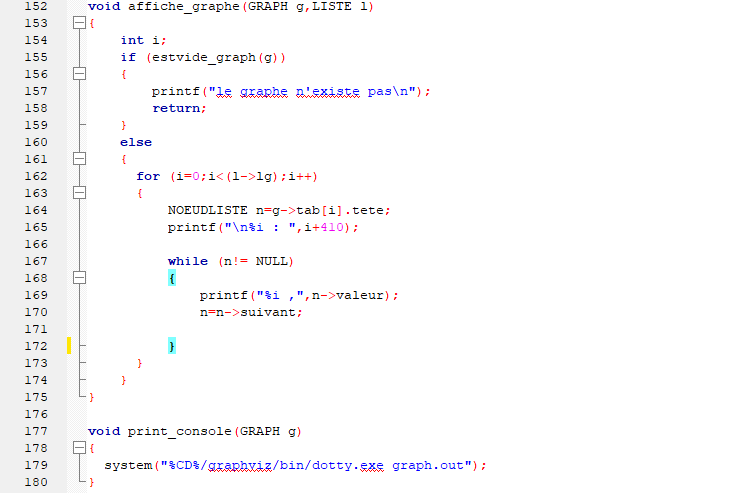 152 void affiche_graphe(GRAPH g,LISTE l)
153 {
154 int i;
155 if (estvide_graph(g))
156 {
157 printf("le graphe n'existe pas\n");
158 return;
159 }
160 else
161 {
162 for (i=0;i<(l->lg);i++)
163 {
164 NOEUDLISTE n=g->tab[i].tete;
165 printf("\n%i : ",i+410);
166
167 while (n!= NULL)
168 {
169 printf("%i ,",n->valeur);
170 n=n->suivant;
171
172 }
173 }
174 }
175 }
176
177 void print_console(GRAPH g)
178 {
179 system("%CD%/graphviz/bin/dotty.exe graph.out");
180 }